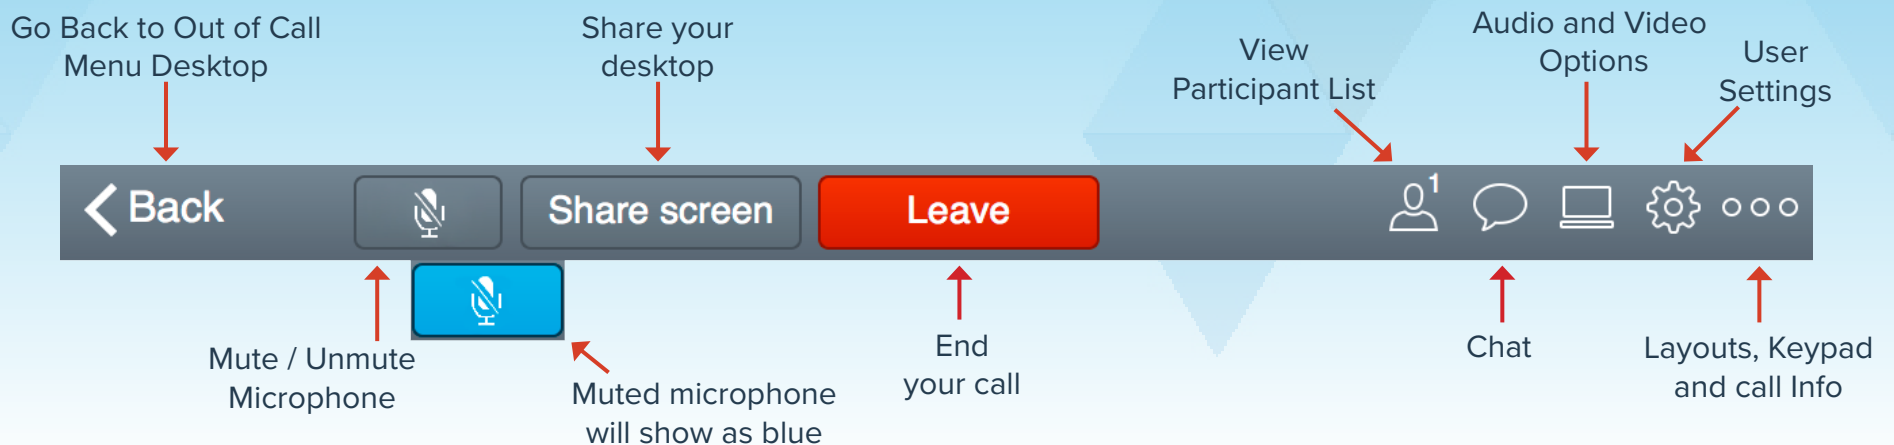 Go Back to Out of Call
Menu Desktop
Share your
desktop
View
Participant List
Audio and Video
Options
User
Settings
Back
Share screen
Leave
1
Mute / Unmute
Microphone
Muted microphone
will show as blue
End
your call
Chat
Layouts, Keypad
and call Info